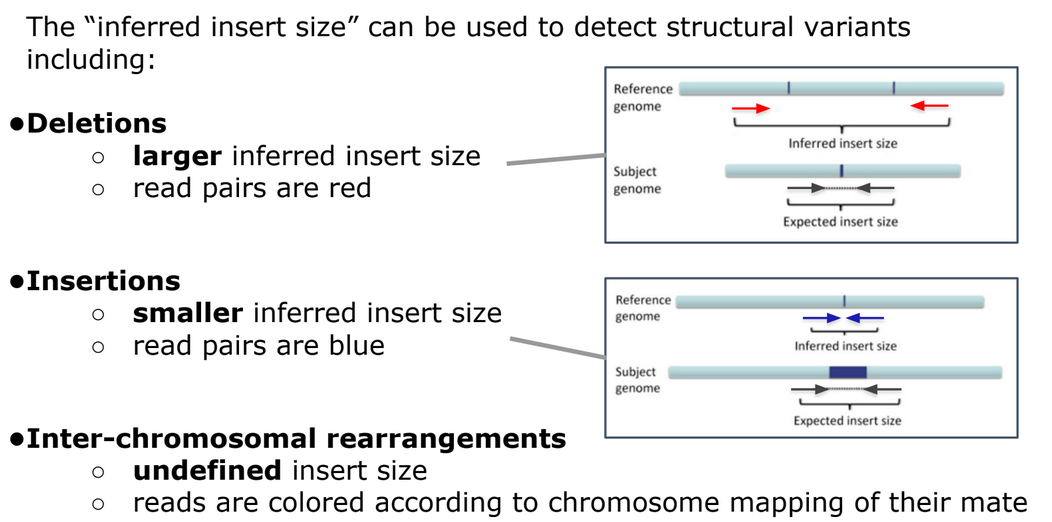 The “inferred insert size” can be used to detect structural variants
including:
●Deletions
○ larger inferred insert size
○ read pairs are red
Reference
genome
Inferred insert size
Subject
genome
Expected insert size
●Insertions
○ smaller inferred insert size
○ read pairs are blue
Reference
genome
Inferred insert size
Subject
genome
Expected insert size
●Inter-chromosomal rearrangements
○ undefined insert size
○ reads are colored according to chromosome mapping of their mate